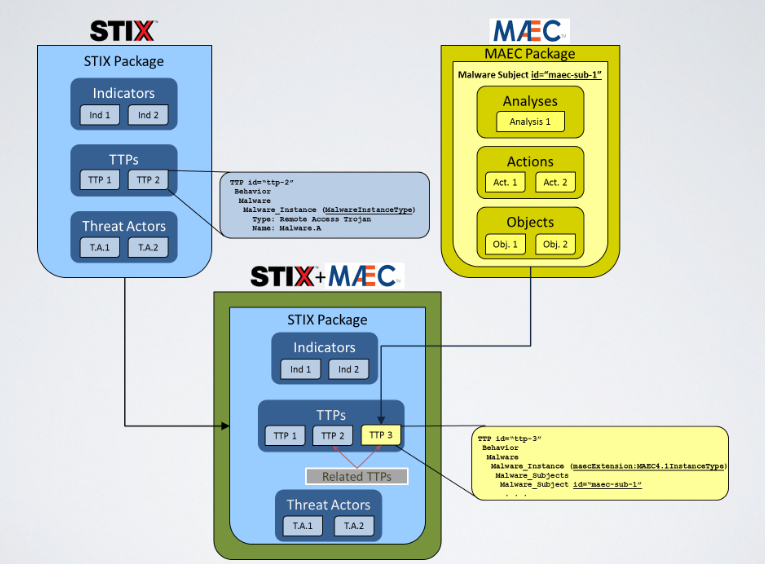 STIX™
STIX Package
Indicators
Ind 1 Ind 2
TTPs
TTP 1 TTP 2
Threat Actors
T.A.1 T.A.2
TTP id="ttp-2"
Behavior
Malware
Malware_Instance (MalwareInstanceType)
Type: Remote Access Trojan
Name: Malware.A
MAEC™
MAEC Package
Malware Subject id="maec-sub-1"
Analyses
Analysis 1
Actions
Act. 1 Act. 2
Objects
Obj. 1 Obj. 2
STIX+MAEC™
STIX Package
Indicators
Ind 1 Ind 2
TTPs
TTP 1 TTP 2 TTP 3
Related TTPs
Threat Actors
T.A.1 T.A.2
TTP id="ttp-3"
Behavior
Malware
Malware_Instance (maecExtension:MAEC4.1InstanceType)
Malware_Subjects
Malware_Subject id="maec-sub-1"
. . .